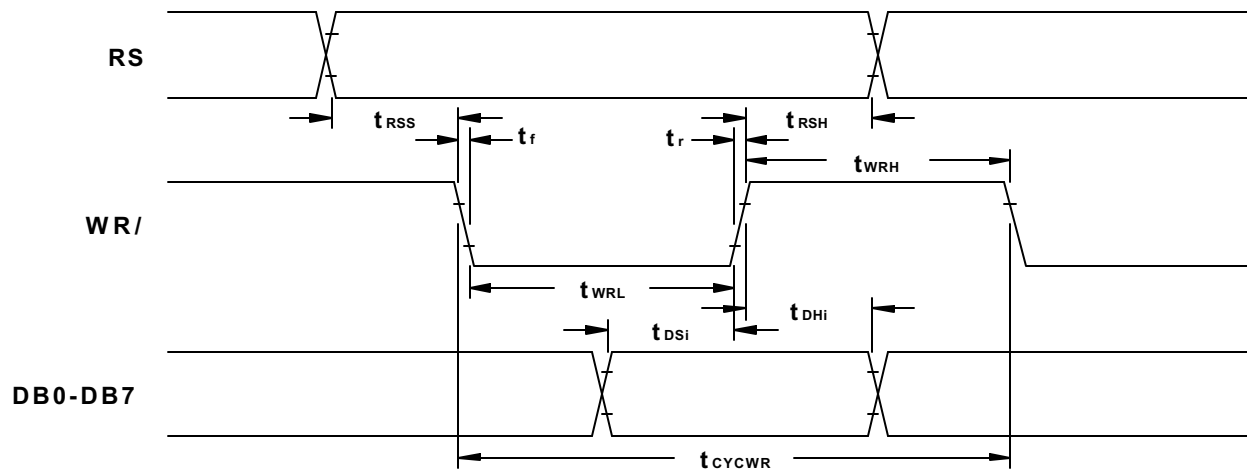 RS
tRSS
tRSH
tf
tr
tWRH
WR/
tWRL
tDHi
tDSi
DB0-DB7
tCYCWR